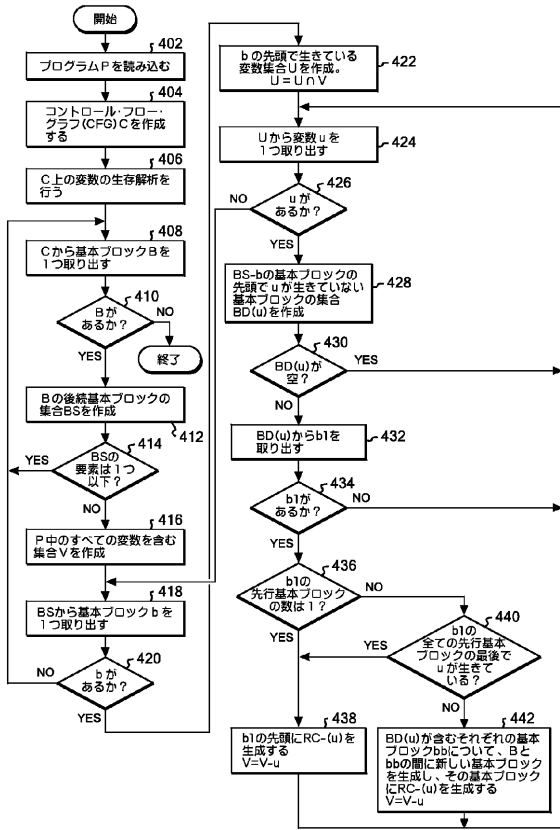 開始
402
プログラムPを読み込む
404
コントロール・フロー・
グラフ(CFG)Cを作成
する
406
C上の変数の生存解析を
行う
408
Cから基本ブロックBを
1つ取り出す
410
Bが
あるか?
NO
YES
終了
Bの後続基本ブロックの
集合BSを作成
412
414
BSの
要素は1つ
以下?
YES
NO
416
P中のすべての変数を含む
集合Vを作成
418
BSから基本ブロックbを
1つ取り出す
420
bが
あるか?
NO
YES
bの先頭で生きている
変数集合Uを作成。
U=U∩V
422
Uから変数uを
1つ取り出す
424
426
uが
あるか?
NO
YES
BS-bの基本ブロックの
先頭でuが生きていない
基本ブロックの集合
BD(u)を作成
428
430
BD(u)が
空?
YES
NO
BD(u)からb1を
取り出す
432
434
b1が
あるか?
NO
YES
436
b1の
先行基本ブロック
の数は1?
NO
YES
440
b1の
全ての先行基本
ブロックの最後で
uが生きて
いる?
YES
NO
438
b1の先頭にRC-(u)を
生成する
V=V-u
442
BD(u)が含むそれぞれの基本
ブロックbbについて、Bと
bbの間に新しい基本ブロック
を生成し、その基本ブロック
にRC-(u)を生成する
V=V-u